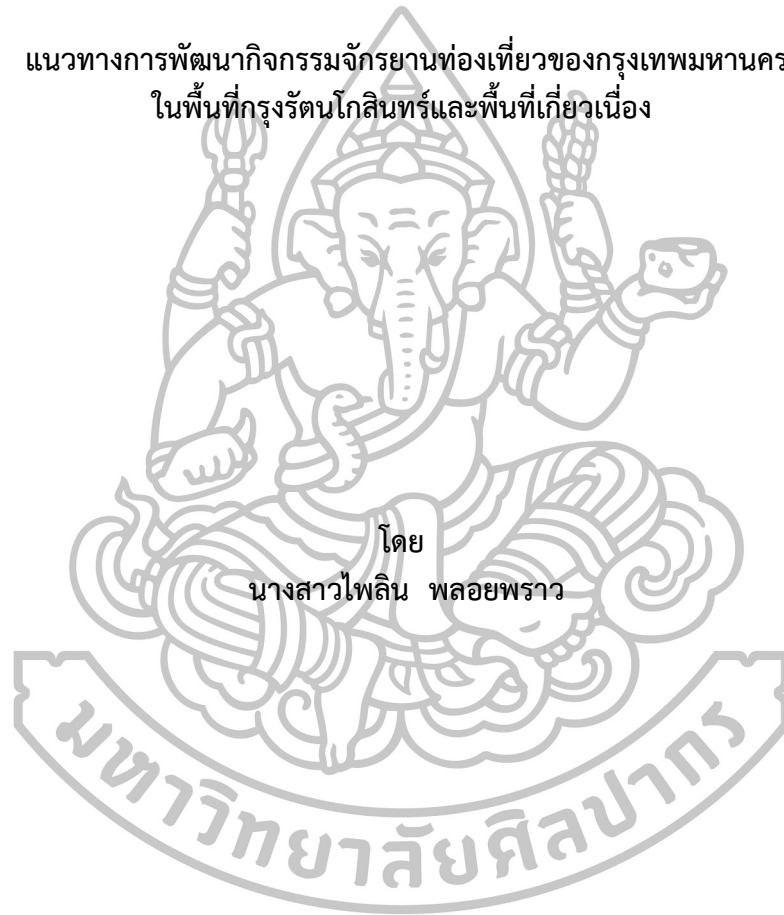 แนวทางการพัฒนากิจกรรมจักรยานท่องเที่ยวของกรุงเทพมหานคร
ในพื้นที่กรุงรัตนโกสินทร์และพื้นที่เกี่ยวเนื่อง
โดย
นางสาวไพลิน พลอยพราว
มหาวิทยาลัยศิลปากร